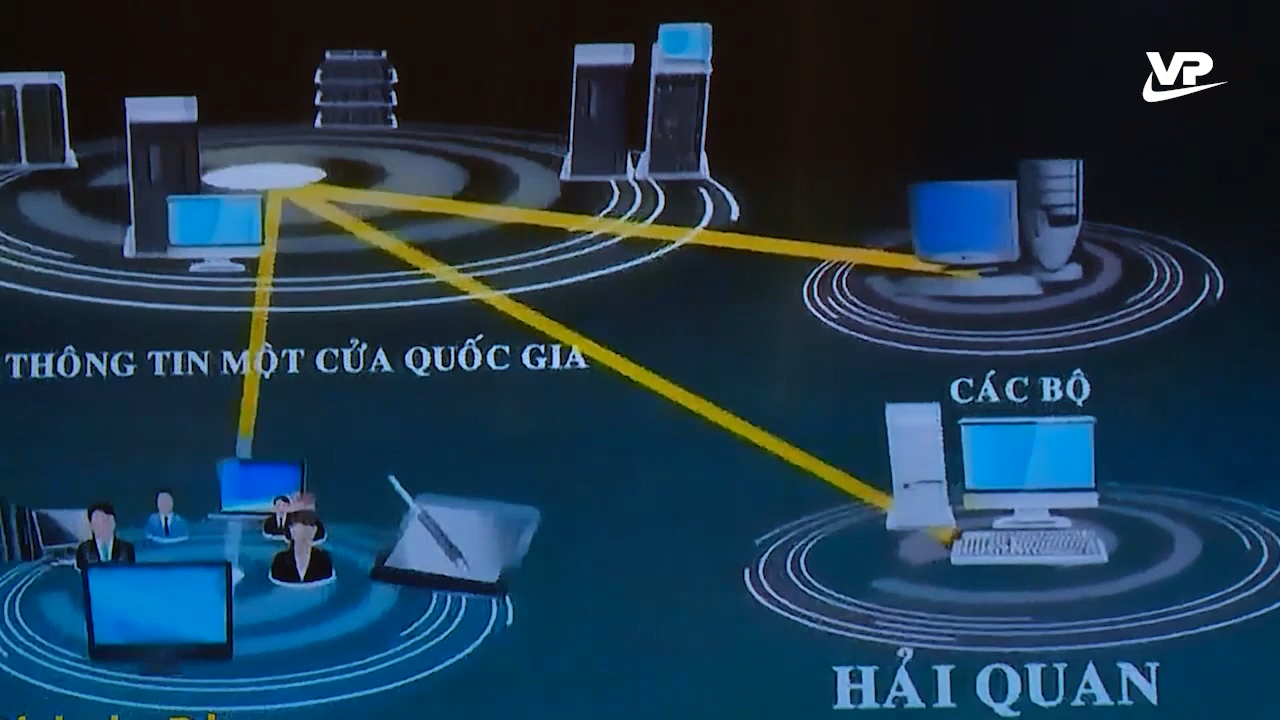 VP
THÔNG TIN MỘT CỬA QUỐC GIA
CÁC BỘ
HẢI QUAN